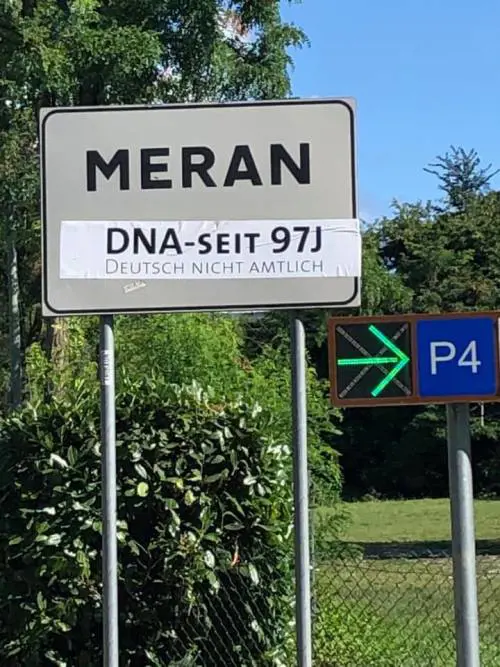 MERAN
DNA-SEIT 97J
DEUTSCH NICHT AMTLICH
P4